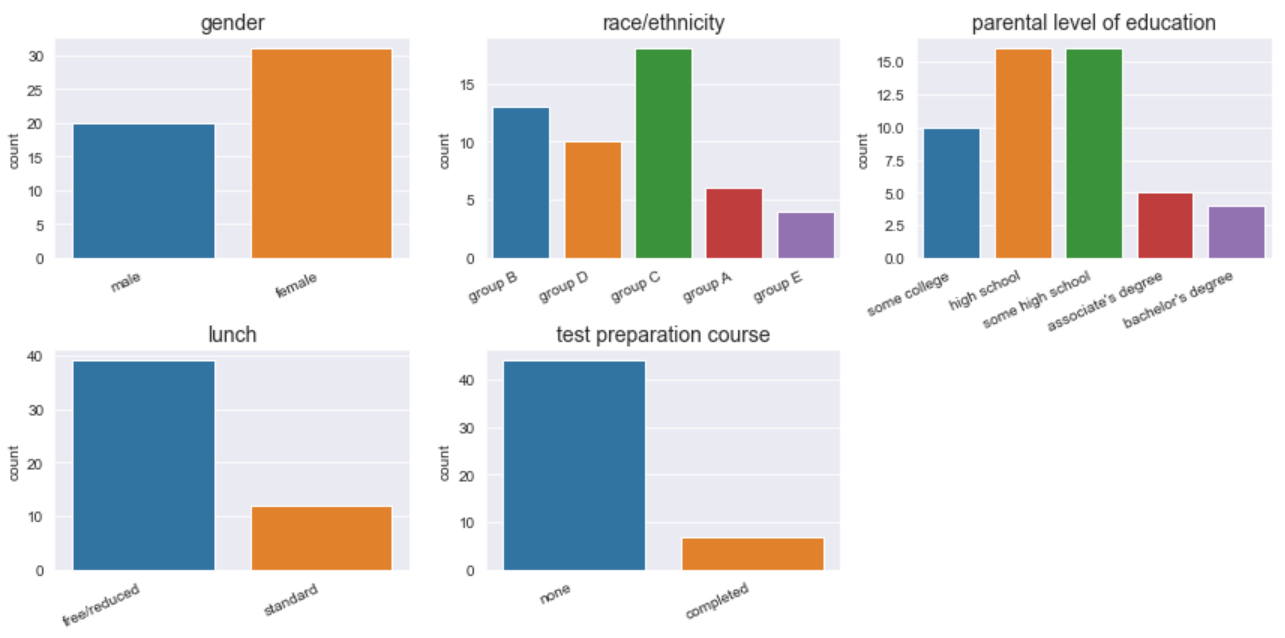 gender
30
25
20
15
10
5
0
count
male
female
race/ethnicity
15
10
5
0
count
group B
group D
group C
group A
group E
parental level of education
15.0
12.5
10.0
7.5
5.0
2.5
0.0
count
some college
high school
some high school
associate's degree
bachelor's degree
lunch
40
30
20
10
0
count
free/reduced
standard
test preparation course
40
30
20
10
0
count
none
completed